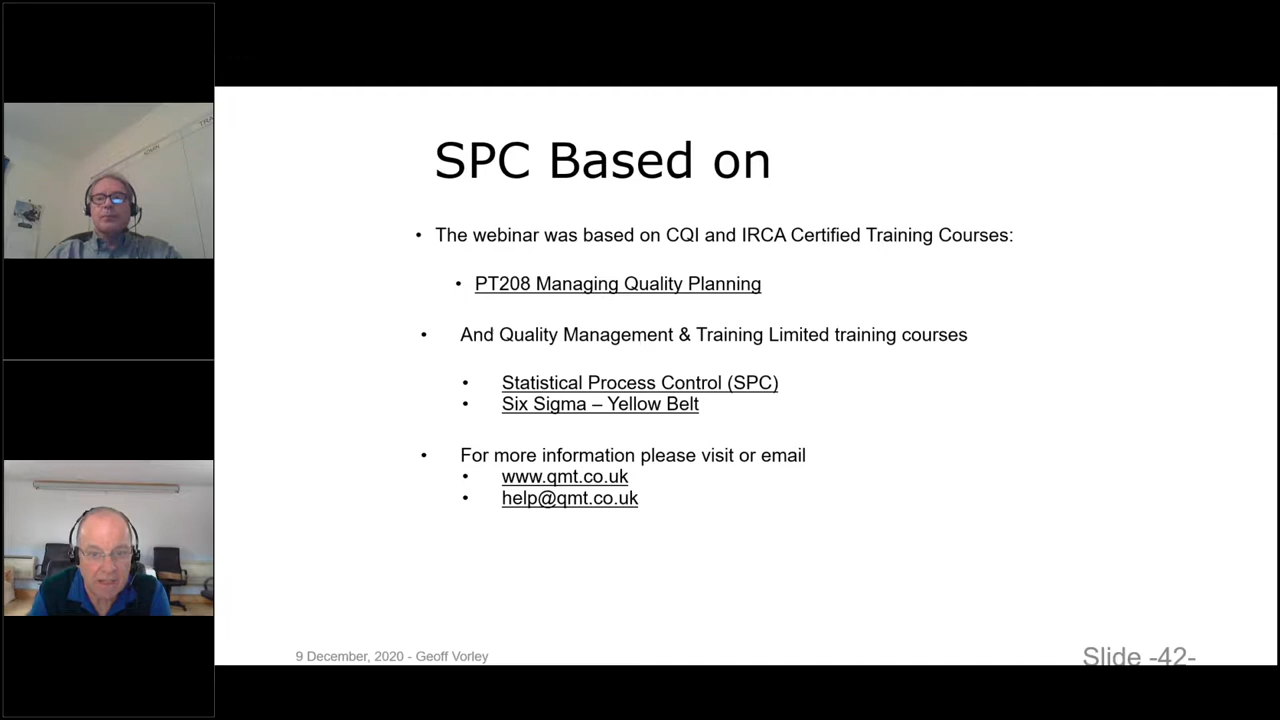 SPC Based on
• The webinar was based on CQI and IRCA Certified Training Courses:
• PT208 Managing Quality Planning
• And Quality Management & Training Limited training courses
• Statistical Process Control (SPC)
• Six Sigma – Yellow Belt
• For more information please visit or email
• www.qmt.co.uk
• help@qmt.co.uk
9 December, 2020 - Geoff Vorley
Slide -42-